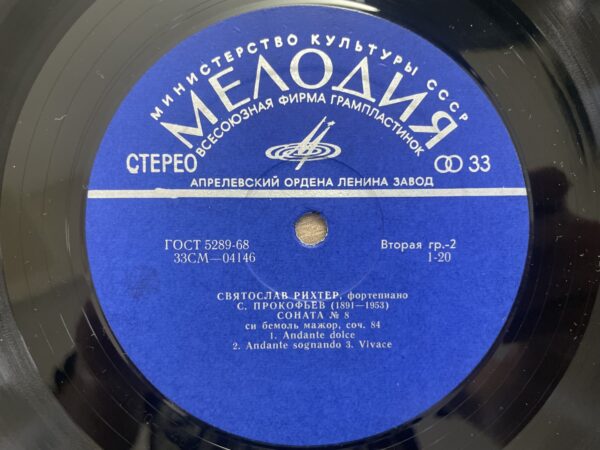 МИНИСТЕРСТВО КУЛЬТУРЫ СССР
МЕЛОДИЯ
ВСЕСОЮЗНАЯ ФИРМА ГРАМПЛАСТИНОК
СТЕРЕО
33
АПРЕЛЕВСКИЙ ОРДЕНА ЛЕНИНА ЗАВОД
ГОСТ 5289-68
33СМ—04146
Вторая гр.-2
1-20
СВЯТОСЛАВ РИХТЕР, фортепиано
С. ПРОКОФЬЕВ (1891—1953)
СОНАТА № 8
си бемоль мажор, соч. 84
1. Andante dolce
2. Andante sognando 3. Vivace